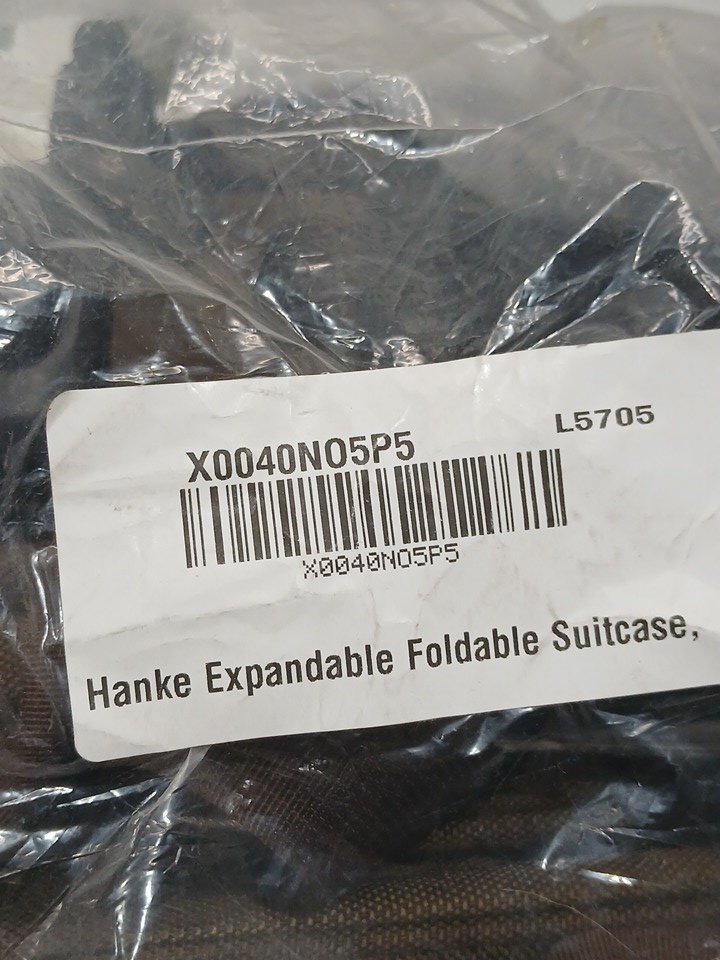 L5705
X0040NO5P5
X0040NO5P5
Hanke Expandable Foldable Suitcase,